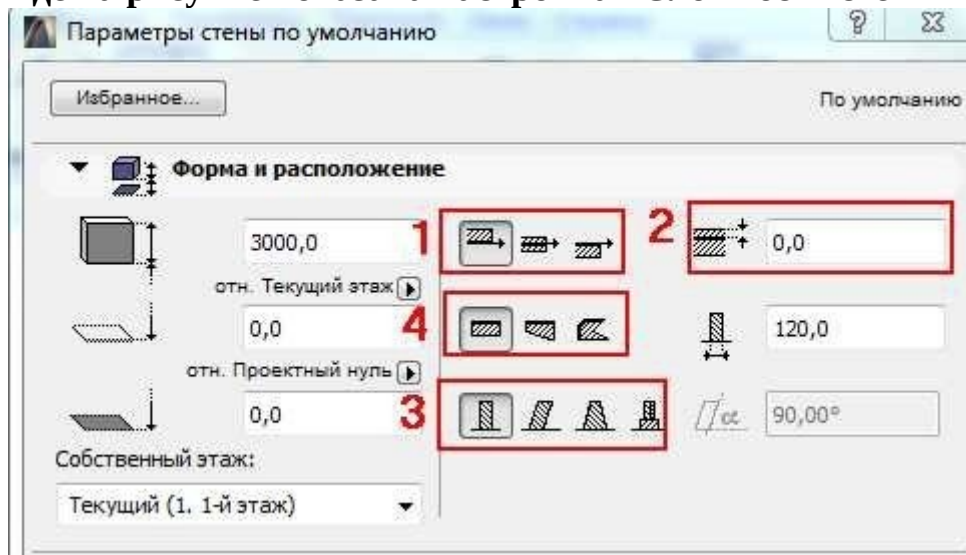 Параметры стены по умолчанию
Избранное...
По умолчанию
Форма и расположение
3000,0
1
2
0,0
отн. Текущий этаж
0,0
4
120,0
отн. Проектный нуль
0,0
3
α
90,00°
Собственный этаж:
Текущий (1. 1-й этаж)